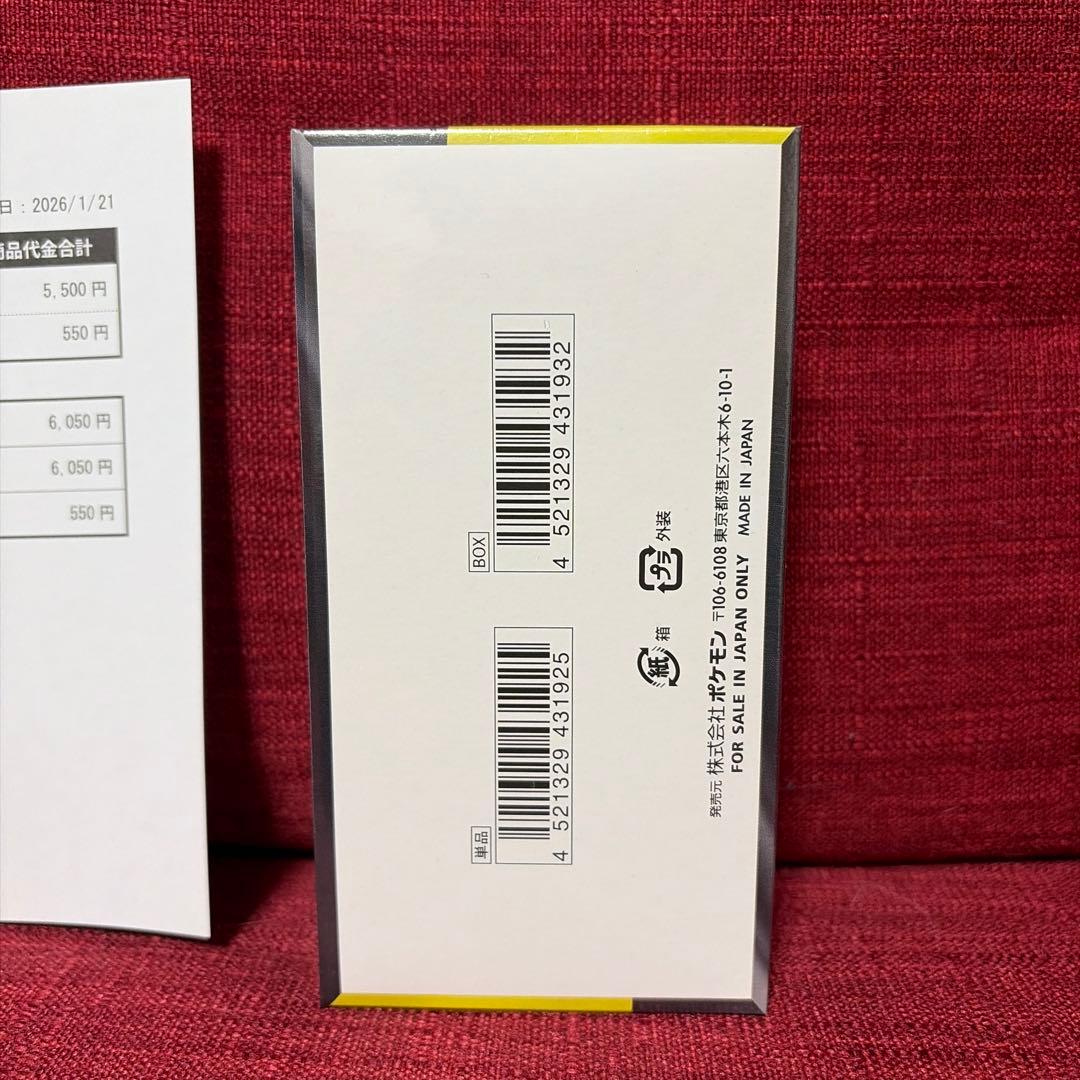 日：2026/1/21
商品代金合計
5,500 円
550 円
6,050 円
6,050 円
550 円
BOX
4 521329 431932
単品
4 521329 431925
プラ 外装
紙 箱
発売元 株式会社 ポケモン 〒106-6108 東京都港区六本木6-10-1
FOR SALE IN JAPAN ONLY MADE IN JAPAN